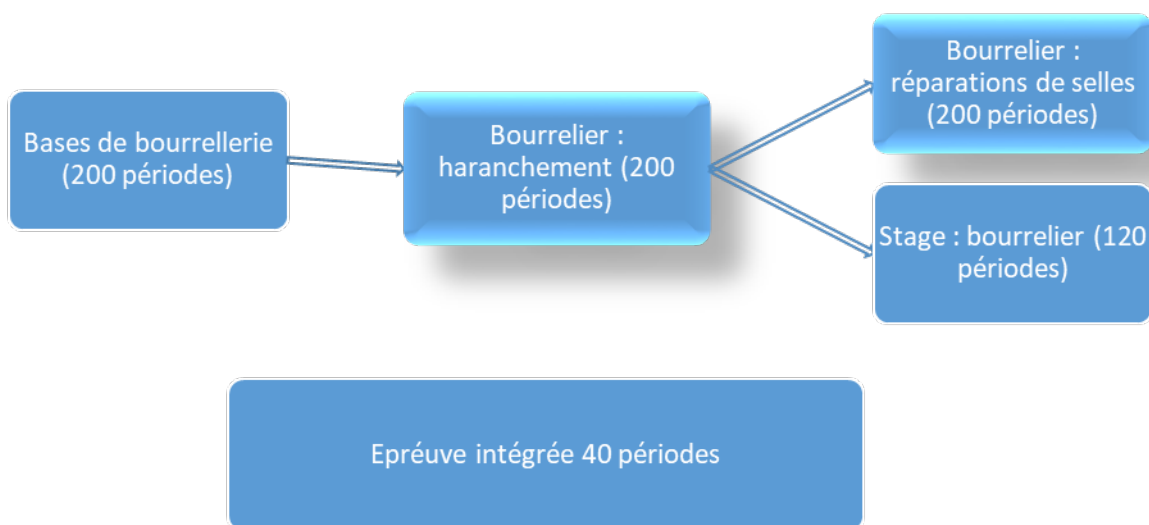 Bases de bourrellerie
(200 périodes)
Bourrelier :
haranchement (200
périodes)
Bourrelier :
réparations de selles
(200 périodes)
Stage : bourrelier (120
périodes)
Epréuve intégrée 40 périodes